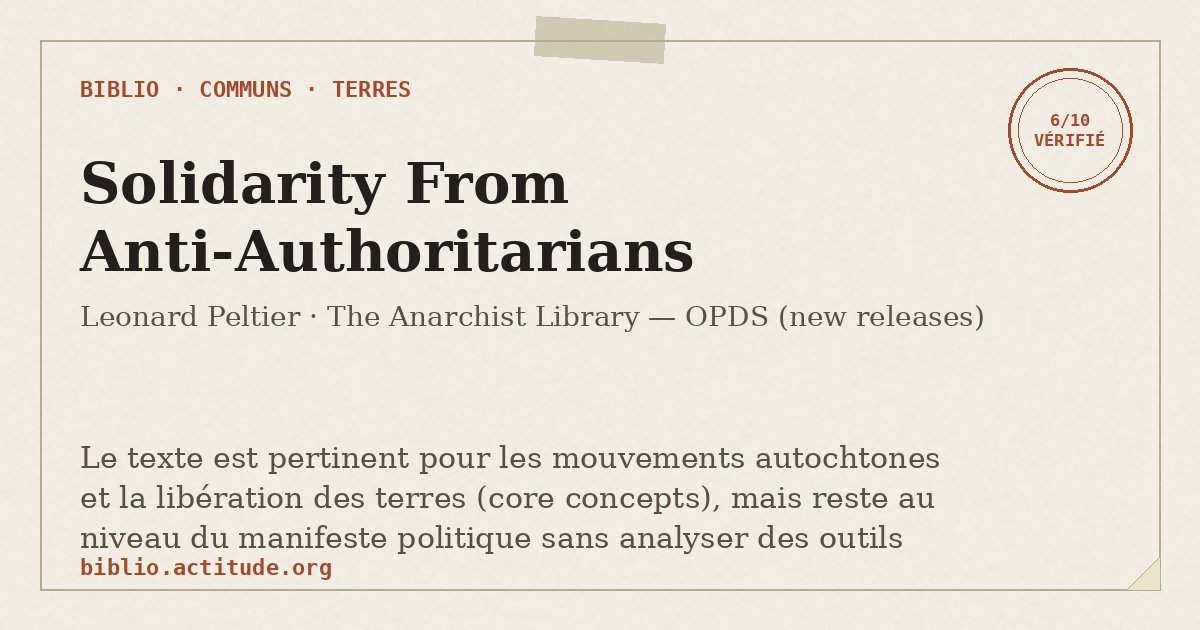 BIBLIO · COMMUNS · TERRES
6/10
VÉRIFIÉ
Solidarity From
Anti-Authoritarians
Leonard Peltier · The Anarchist Library — OPDS (new releases)
Le texte est pertinent pour les mouvements autochtones
et la libération des terres (core concepts), mais reste au
niveau du manifeste politique sans analyser des outils
biblio.actitude.org